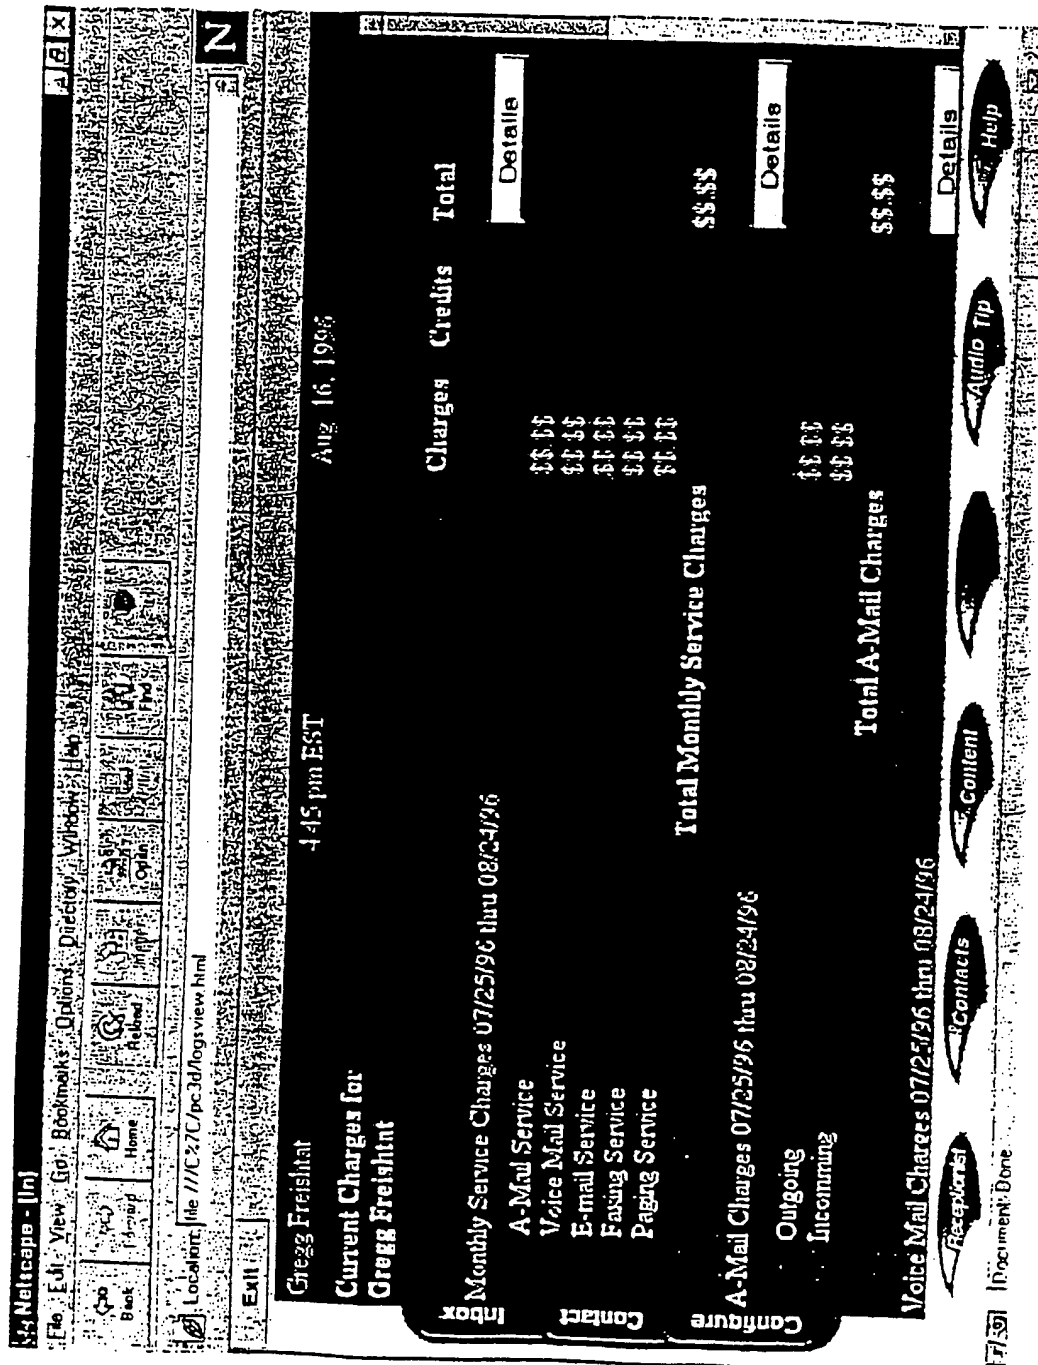 Netscape - [In]
File Edit View Go Bookmarks Options Directory Window Help
Back Forward Home Reload Images Open Find
Location: file:///C%7C/pc3d/logsview.html
N
Exit
Gregg Freishtat 4:45 pm EST Aug 16, 1996
Current Charges for
Gregg Freishtat
Charges Credits Total
Monthly Service Charges 07/25/96 thru 08/24/96 Details
A-Mail Service $$.$$
Voice Mail Service $$.$$
E-mail Service $$.$$
Faxing Service $$.$$
Paging Service $$.$$
Total Monthly Service Charges $$.$$
A-Mail Charges 07/25/96 thru 08/24/96 Details
Outgoing $$.$$
Incomming $$.$$
Total A-Mail Charges $$.$$
Voice Mail Charges 07/25/96 thru 08/24/96 Details
Inbox
Contact
Configure
Receptionist Contacts Content Audio Tip Help
Document Done